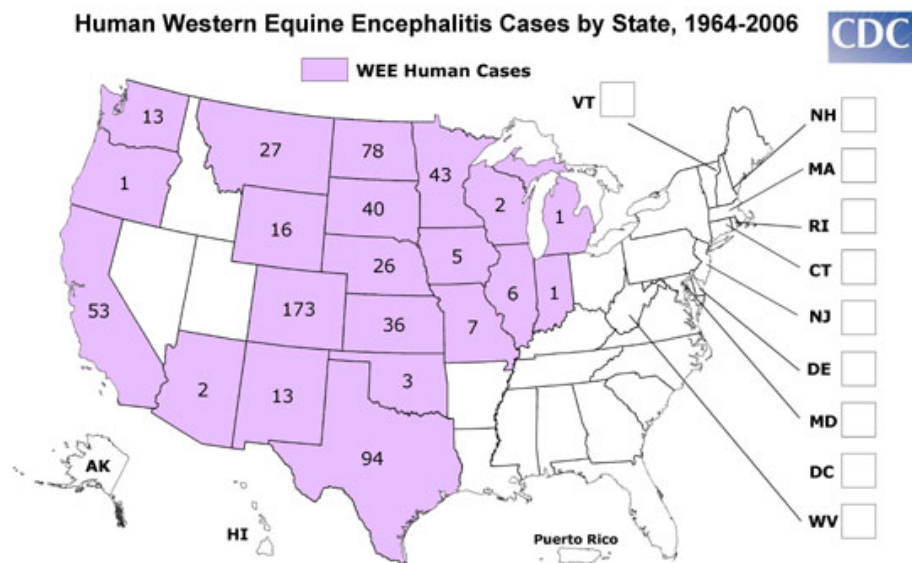 Human Western Equine Encephalitis Cases by State, 1964-2006
CDC
WEE Human Cases
VT
NH
MA
RI
CT
NJ
DE
MD
DC
WV
13
27
78
43
1
2
1
16
40
5
26
6
1
53
173
36
7
2
13
3
94
AK
HI
Puerto Rico